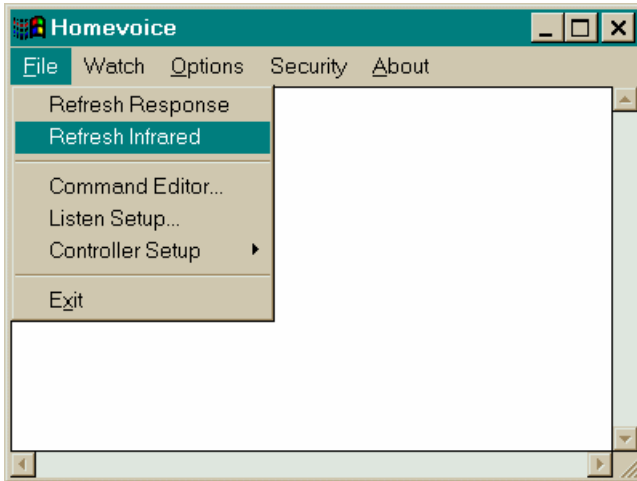 Homevoice
File Watch Options Security About
Refresh Response
Refresh Infrared
Command Editor...
Listen Setup...
Controller Setup
Exit